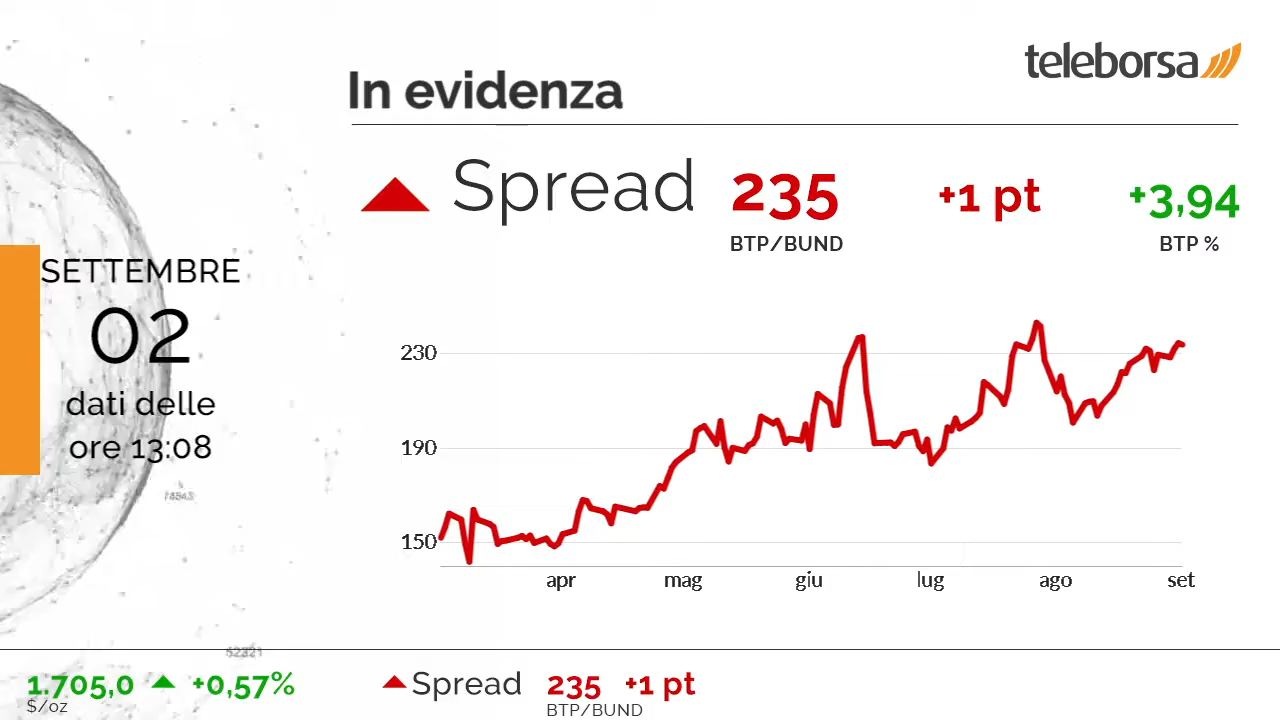 teleborsa
In evidenza
Spread 235 +1 pt +3,94
BTP/BUND BTP %
SETTEMBRE
02
dati delle
ore 13:08
78543
230
190
150
apr mag giu lug ago set
52321
1.705,0 +0,57% Spread 235 +1 pt
$/oz BTP/BUND